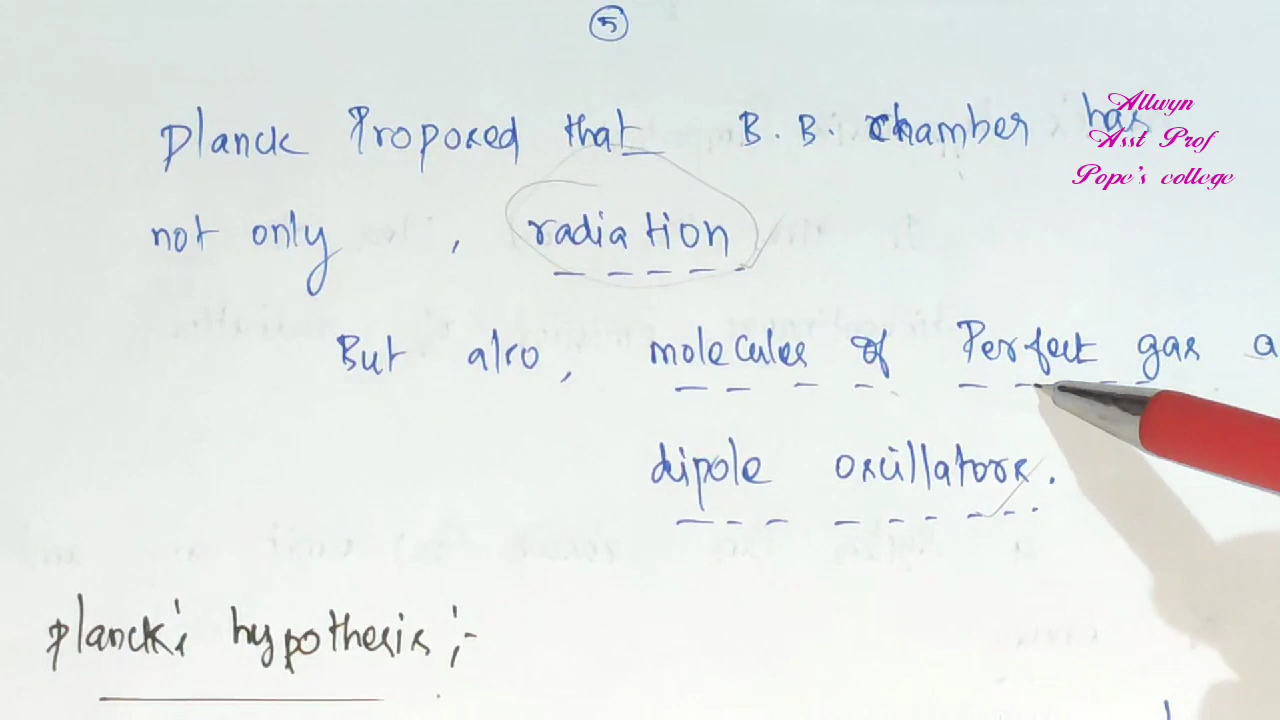 5
Planck Proposed that B.B. chamber has
not only , radiation
But also, molecules of Perfect gas
dipole oscillators.
Planck's hypothesis :-
Allwyn
Asst Prof
Pope's college